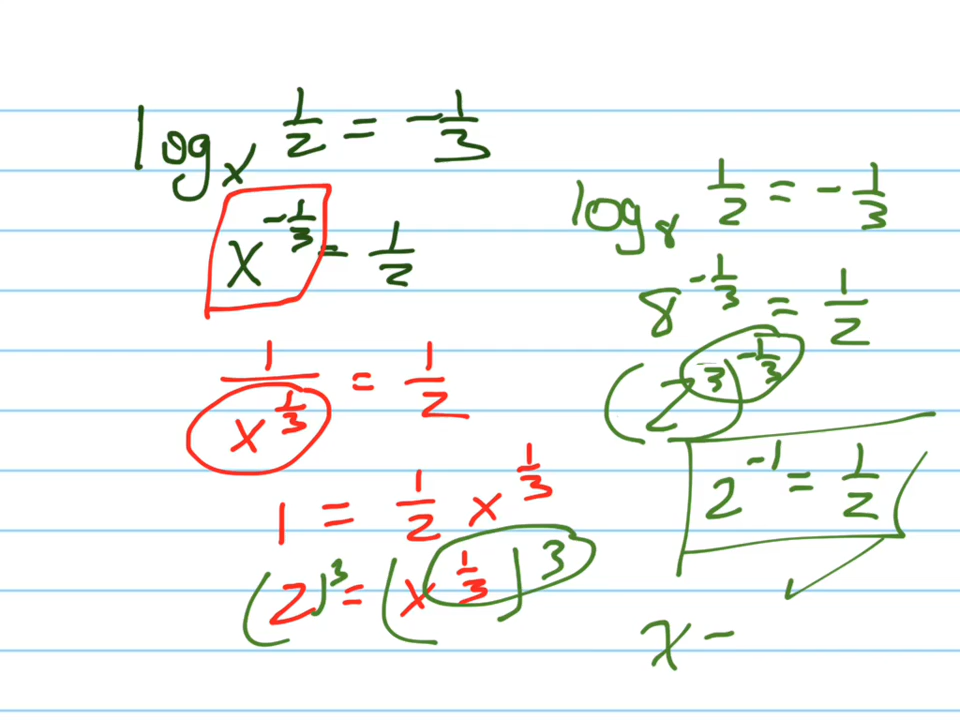 log_x 1/2 = -1/3
x^(-1/3) = 1/2
1/x^(1/3) = 1/2
1 = 1/2 x^(1/3)
(2)^3 = (x^(1/3))^3
log_8 1/2 = -1/3
8^(-1/3) = 1/2
(2^3)^(-1/3)
2^(-1) = 1/2
x =